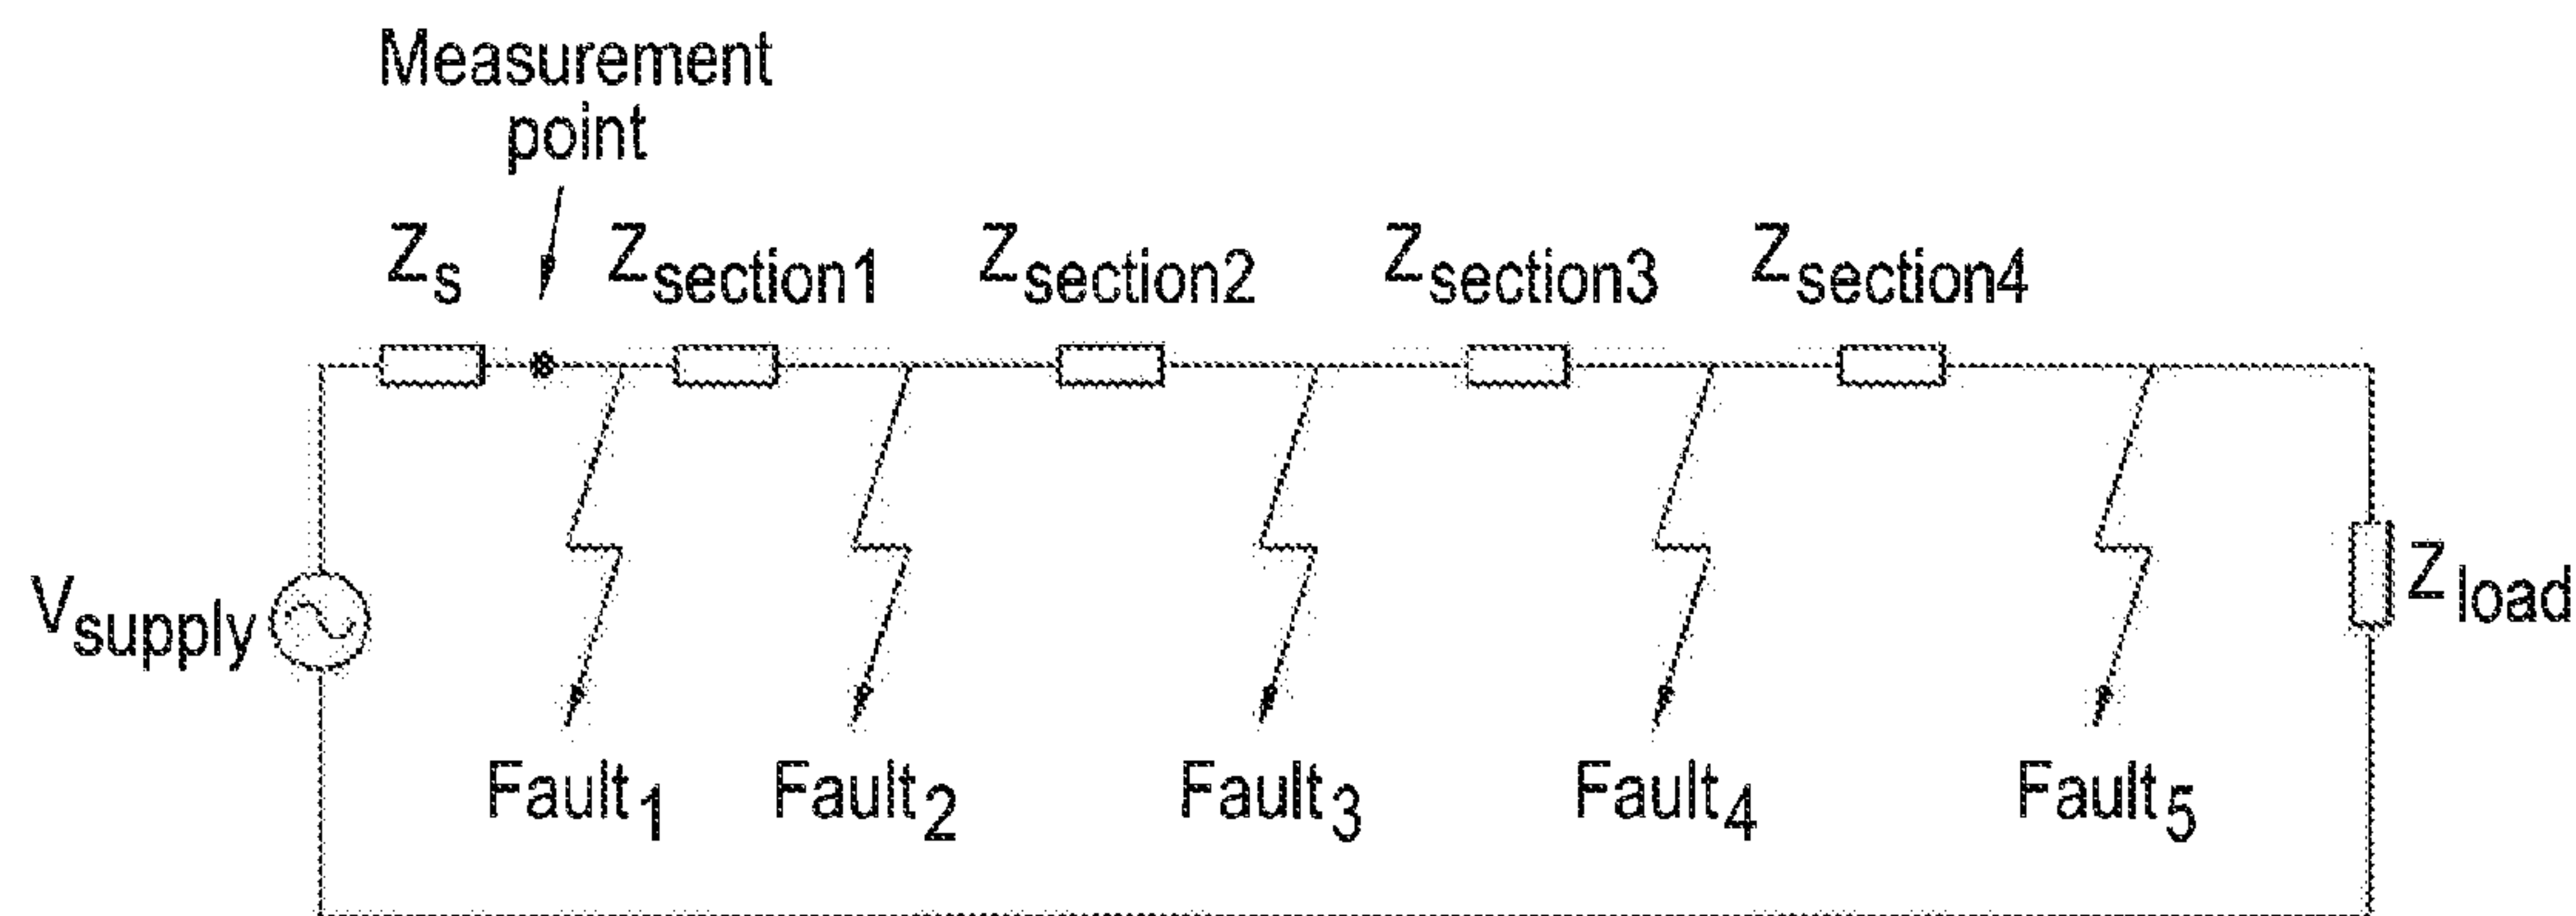 Measurement
point
Zs
Zsection1
Zsection2
Zsection3
Zsection4
Vsupply
Zload
Fault1
Fault2
Fault3
Fault4
Fault5